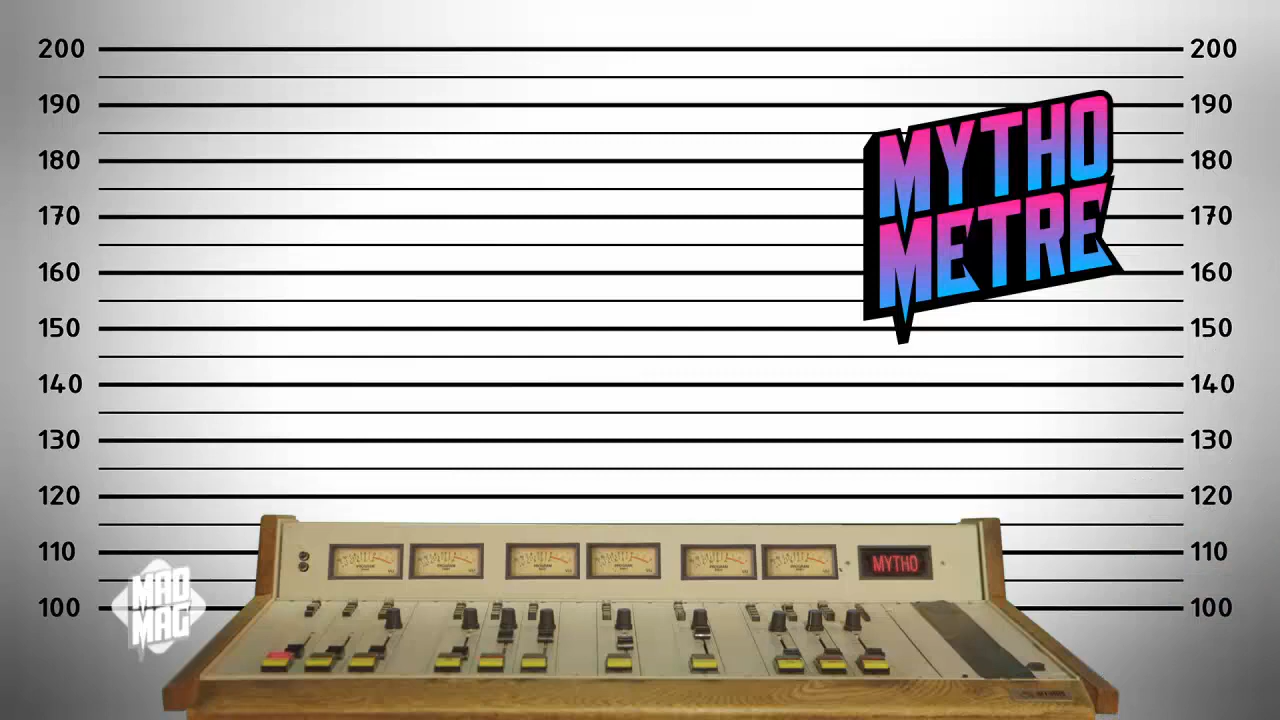 200 200
190 190
180 180
170 170
160 160
150 150
140 140
130 130
120 120
110 110
100 100
MYTHO
METRE
MYTHO
MAD
MAG